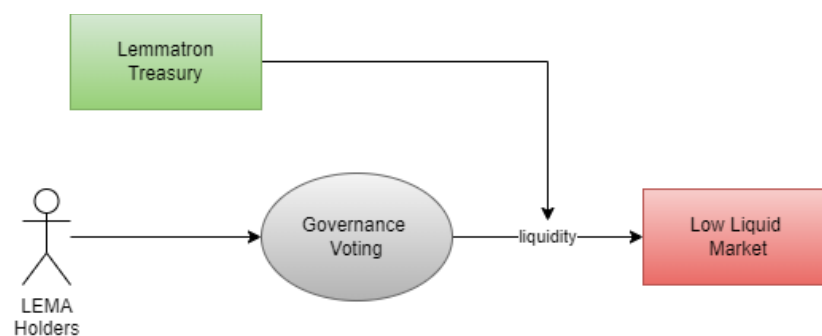 Lemmatron
Treasury
Governance
Voting
liquidity
Low Liquid
Market
LEMA
Holders